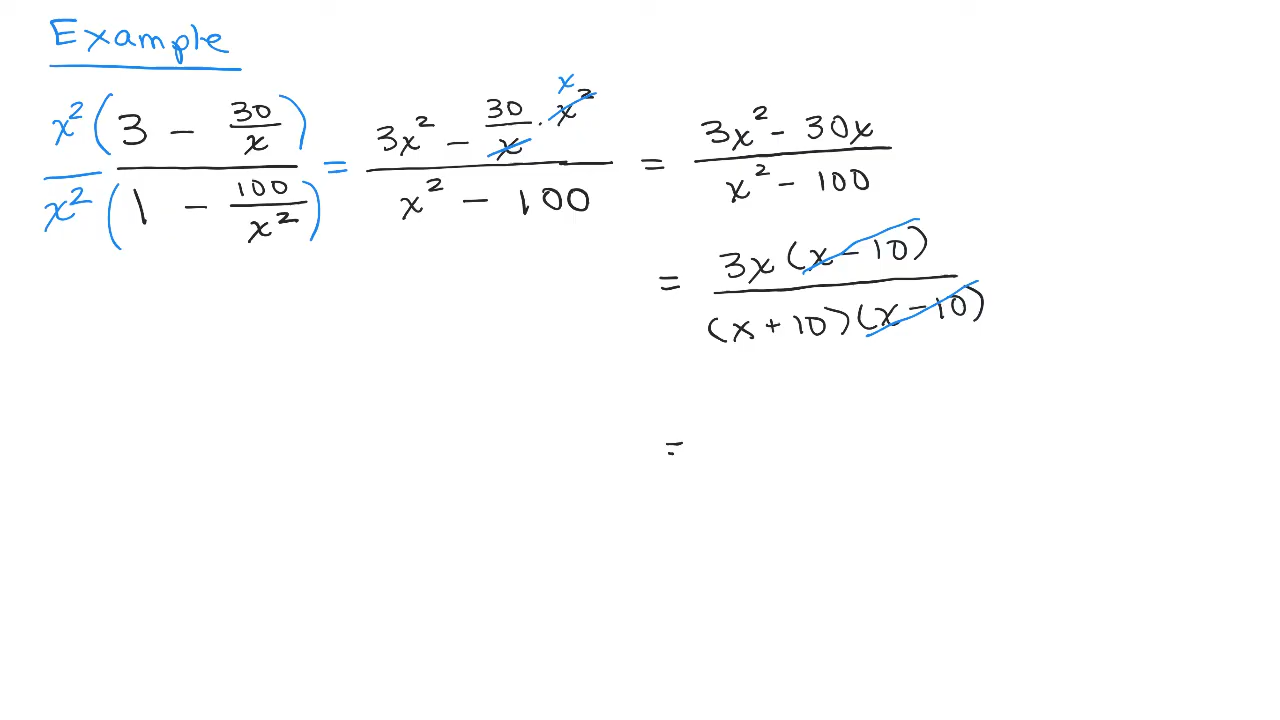 Example
x²(3 - 30/x) / x²(1 - 100/x²) = (3x² - 30/x · x² x) / (x² - 100) = (3x² - 30x) / (x² - 100)
= 3x(x - 10) / (x + 10)(x - 10)
=